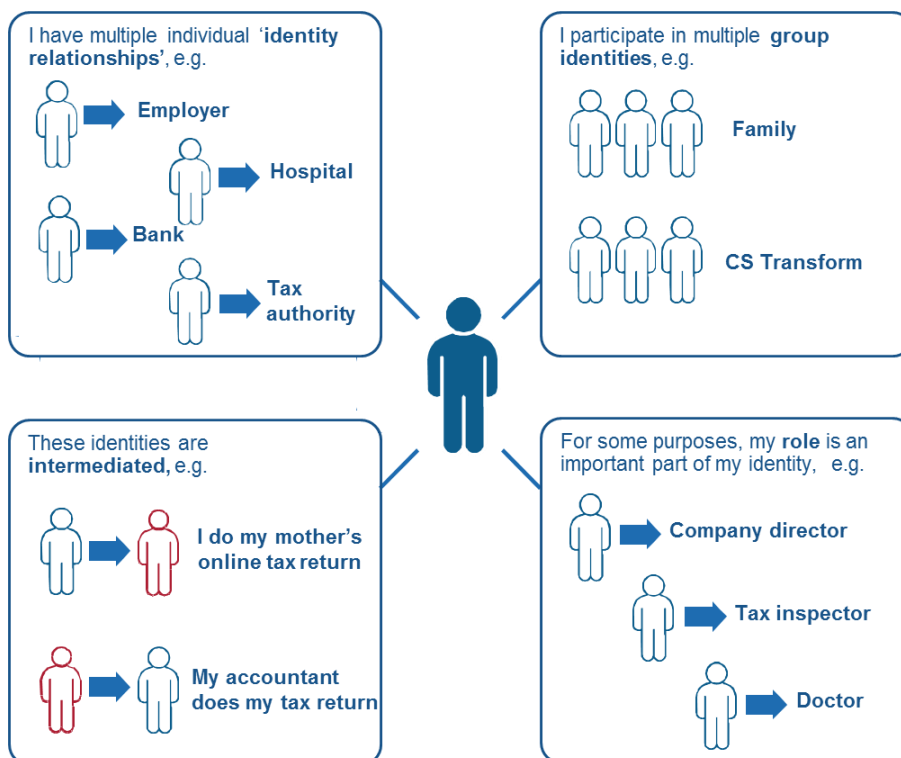 I have multiple individual ‘identity
relationships’, e.g.
Employer
Hospital
Bank
Tax
authority
I participate in multiple group
identities, e.g.
Family
CS Transform
These identities are
intermediated, e.g.
I do my mother’s
online tax return
My accountant
does my tax return
For some purposes, my role is an
important part of my identity, e.g.
Company director
Tax inspector
Doctor